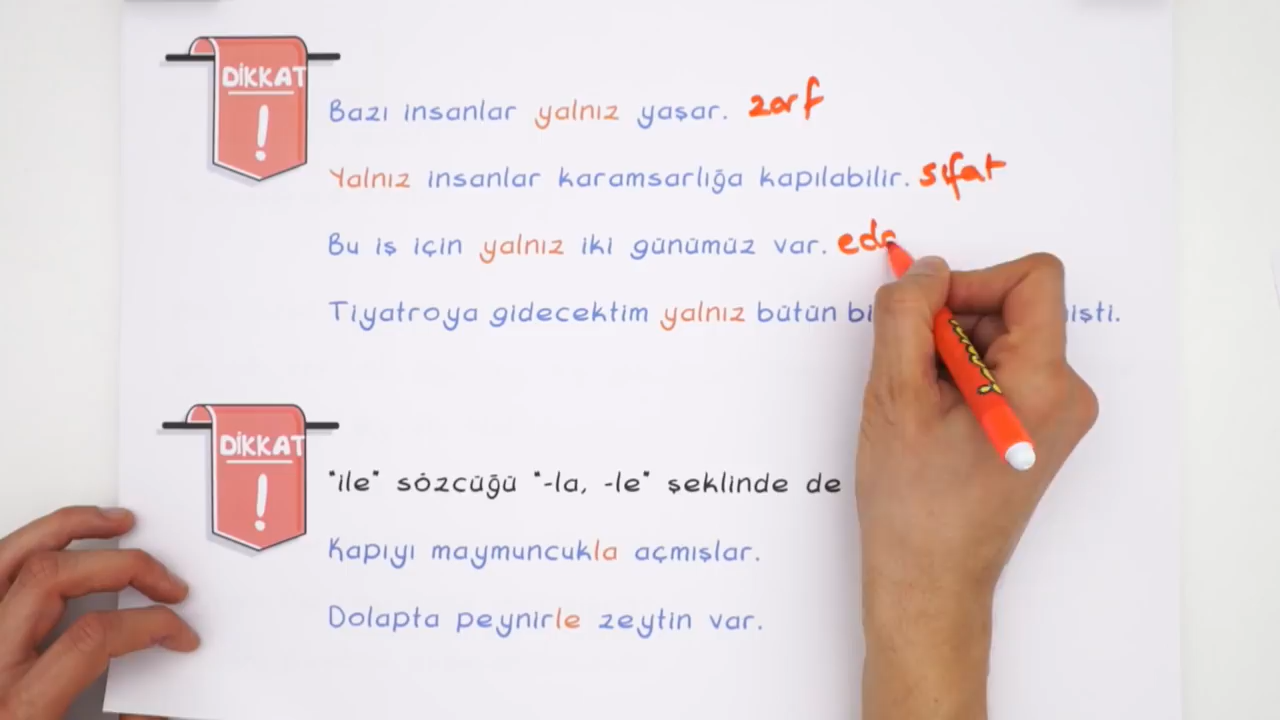 DİKKAT
!
Bazı insanlar yalnız yaşar. zarf
Yalnız insanlar karamsarlığa kapılabilir. sıfat
Bu iş için yalnız iki günümüz var. eda
Tiyatroya gidecektim yalnız bütün
DİKKAT
!
"ile" sözcüğü "-la, -le" şeklinde de
Kapıyı maymuncukla açmışlar.
Dolapta peynirle zeytin var.